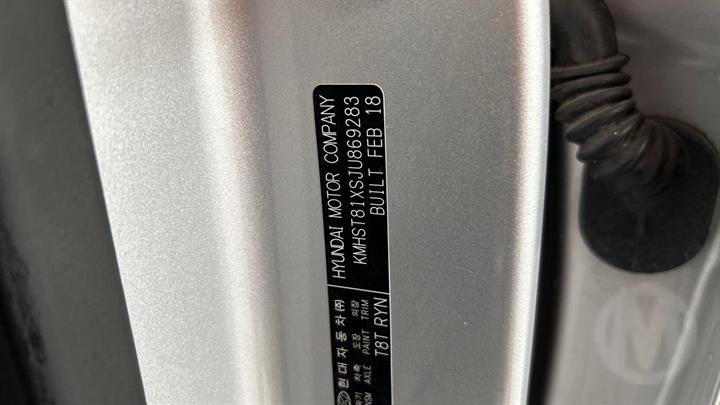 HYUNDAI MOTOR COMPANY
KMHST81XSJU869283
BUILT FEB 18
현대자동차(주)
차축 도장 외장
AXLE PAINT TRIM
T8T RYN